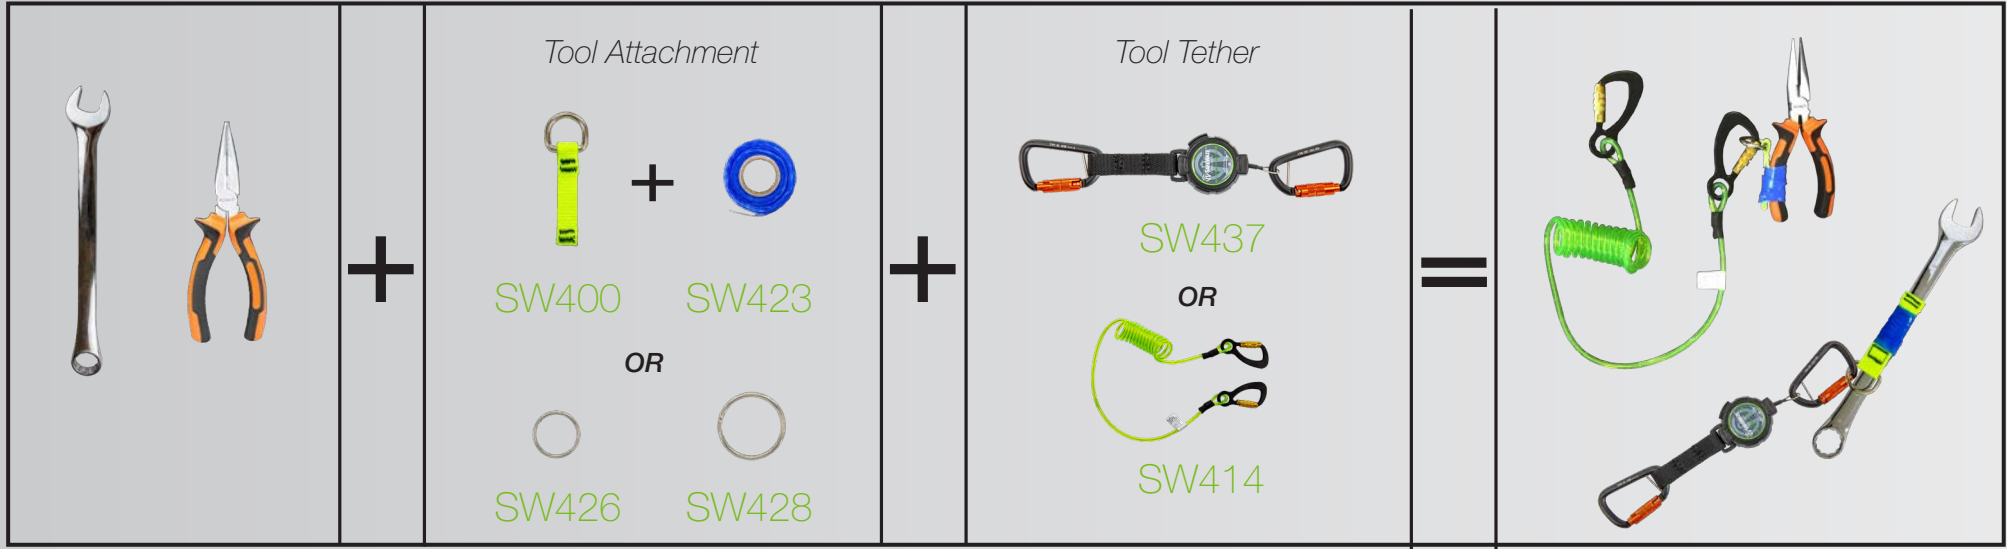 Tool Attachment
+
SW400
SW423
OR
SW426
SW428
+
+
Tool Tether
SW437
OR
SW414
=